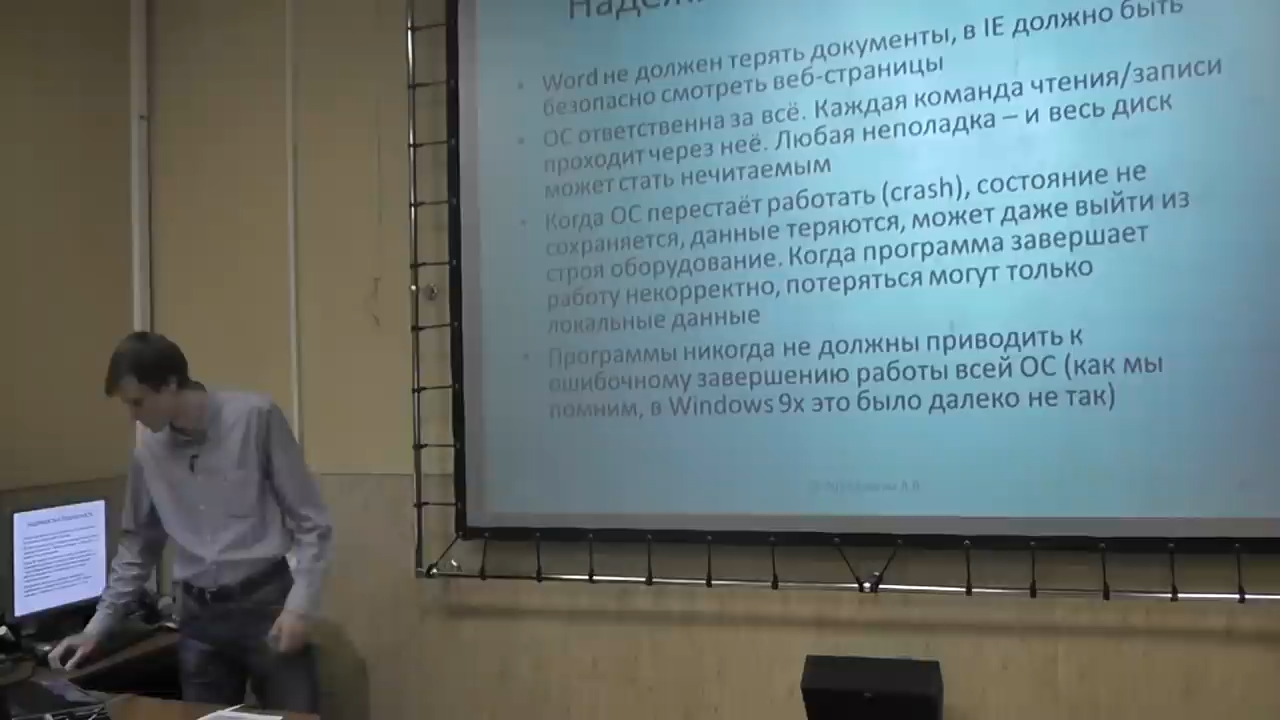 Word не должен терять документы, в IE должно быть
безопасно смотреть веб-страницы
ОС ответственна за всё. Каждая команда чтения/записи
проходит через неё. Любая неполадка – и весь диск
может стать нечитаемым
Когда ОС перестаёт работать (crash), состояние не
сохраняется, данные теряются, может даже выйти из
строя оборудование. Когда программа завершает
работу некорректно, потеряться могут только
локальные данные
Программы никогда не должны приводить к
ошибочному завершению работы всей ОС (как мы
помним, в Windows 9x это было далеко не так)